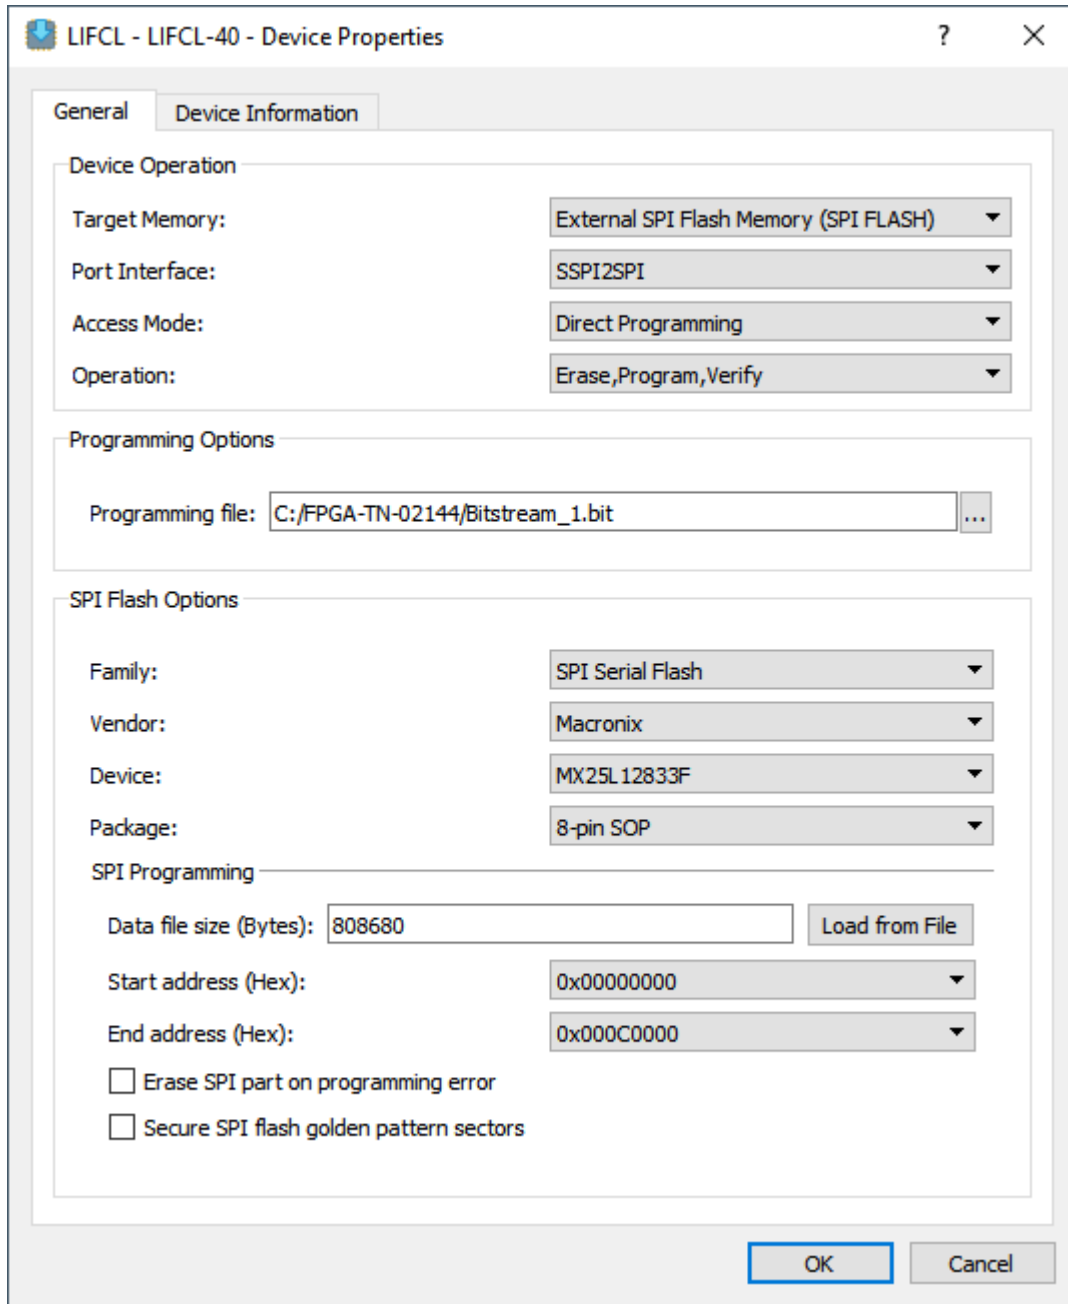 LIFCL - LIFCL-40 - Device Properties ?
General Device Information
Device Operation
Target Memory: External SPI Flash Memory (SPI FLASH)
Port Interface: SSPI2SPI
Access Mode: Direct Programming
Operation: Erase,Program,Verify
Programming Options
Programming file: C:/FPGA-TN-02144/Bitstream_1.bit ...
SPI Flash Options
Family: SPI Serial Flash
Vendor: Macronix
Device: MX25L12833F
Package: 8-pin SOP
SPI Programming
Data file size (Bytes): 808680 Load from File
Start address (Hex): 0x00000000
End address (Hex): 0x000C0000
Erase SPI part on programming error
Secure SPI flash golden pattern sectors
OK Cancel